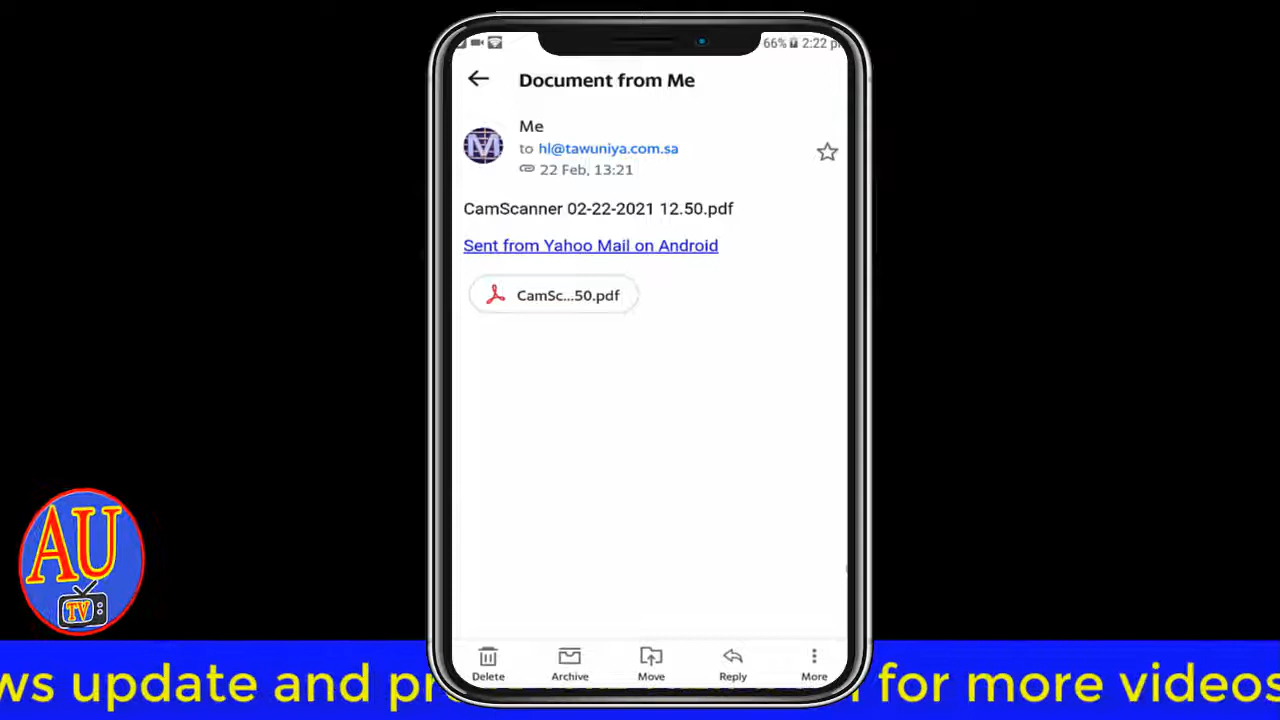 66% 2:22
Document from Me
M
Me
to hl@tawuniya.com.sa
22 Feb, 13:21
CamScanner 02-22-2021 12.50.pdf
Sent from Yahoo Mail on Android
CamSc...50.pdf
AU
TV
Delete Archive Move Reply More
update and for more videos